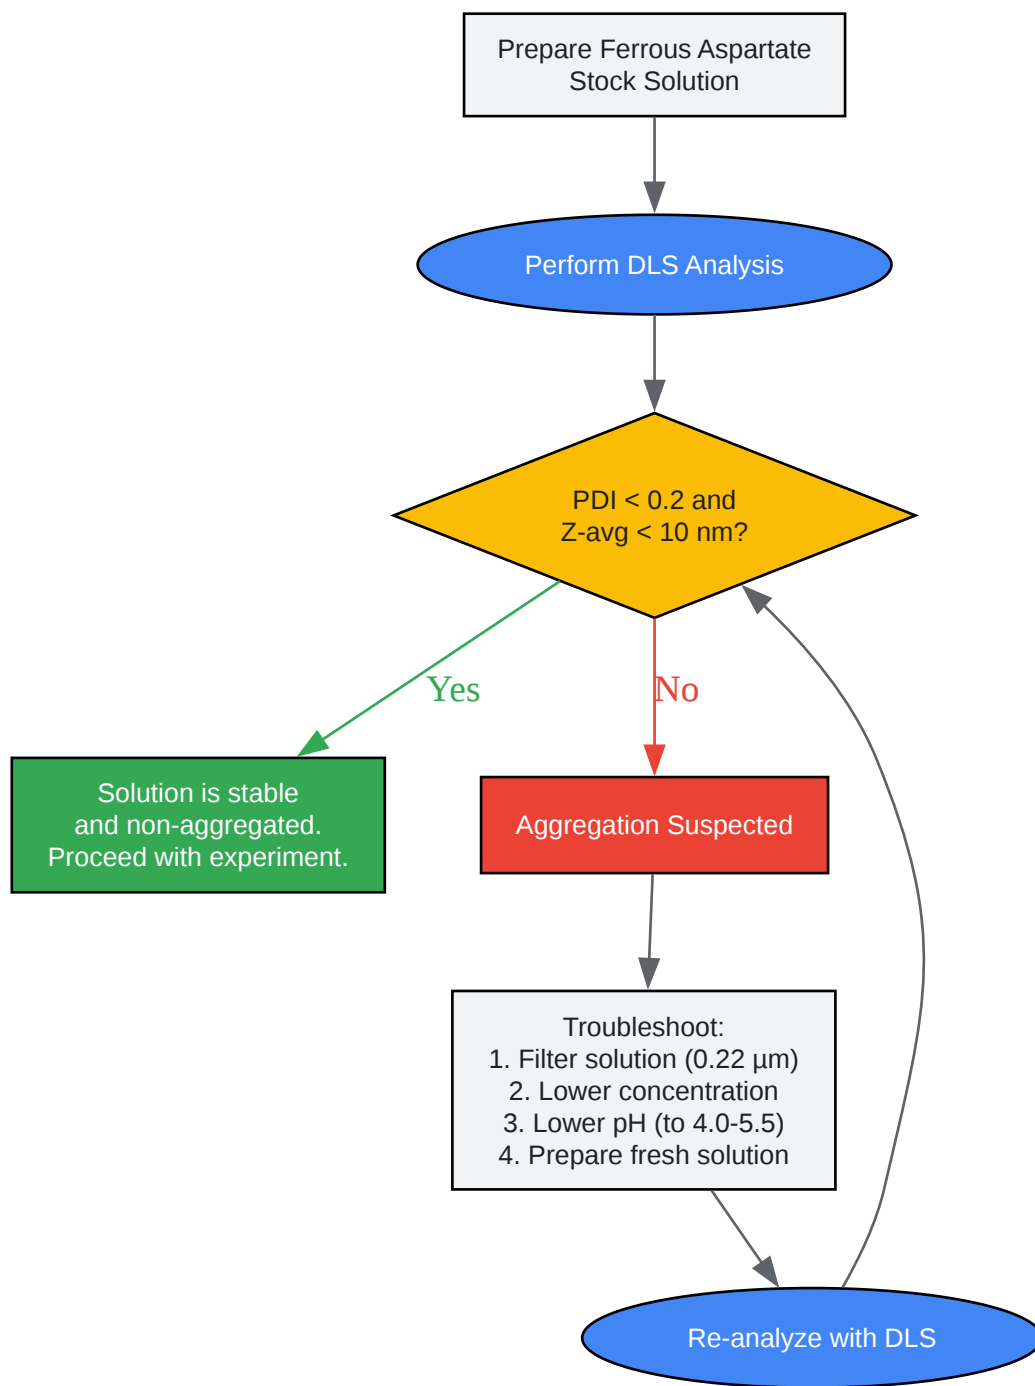 Prepare Ferrous Aspartate
Stock Solution
Perform DLS Analysis
PDI < 0.2 and
Z-avg < 10 nm?
Yes
No
Solution is stable
and non-aggregated.
Proceed with experiment.
Aggregation Suspected
Troubleshoot:
1. Filter solution (0.22 µm)
2. Lower concentration
3. Lower pH (to 4.0-5.5)
4. Prepare fresh solution
Re-analyze with DLS